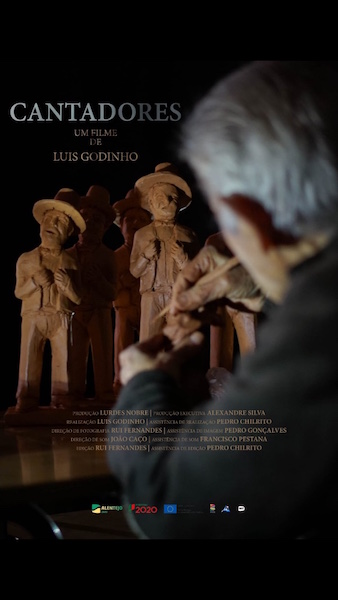 CANTADORES
UM FILME
DE
LUIS GODINHO
PRODUÇÃO LURDES NOBRE | PRODUÇÃO EXECUTIVA ALEXANDRE SILVA
REALIZAÇÃO LUIS GODINHO | ASSISTÊNCIA DE REALIZAÇÃO PEDRO CHILRITO
DIREÇÃO DE FOTOGRAFIA RUI FERNANDES | ASSISTÊNCIA DE IMAGEM PEDRO GONÇALVES
DIREÇÃO DE SOM JOÃO CAÇO | ASSISTÊNCIA DE SOM FRANCISCO PESTANA
EDIÇÃO RUI FERNANDES | ASSISTÊNCIA DE EDIÇÃO PEDRO CHILRITO
ALENTEJO 2020